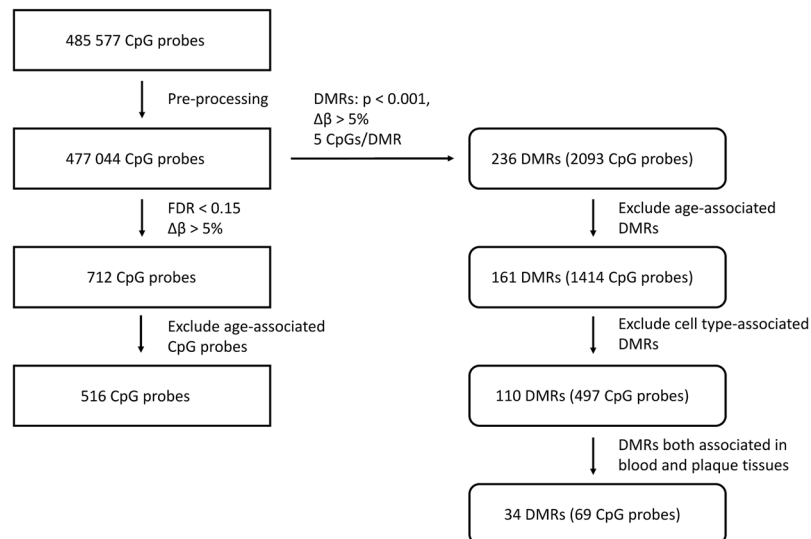 485 577 CpG probes
Pre-processing
DMRs: p < 0.001,
Δβ > 5%
5 CpGs/DMR
477 044 CpG probes
236 DMRs (2093 CpG probes)
FDR < 0.15
Δβ > 5%
Exclude age-associated
DMRs
712 CpG probes
161 DMRs (1414 CpG probes)
Exclude age-associated
CpG probes
Exclude cell type-associated
DMRs
516 CpG probes
110 DMRs (497 CpG probes)
DMRs both associated in
blood and plaque tissues
34 DMRs (69 CpG probes)